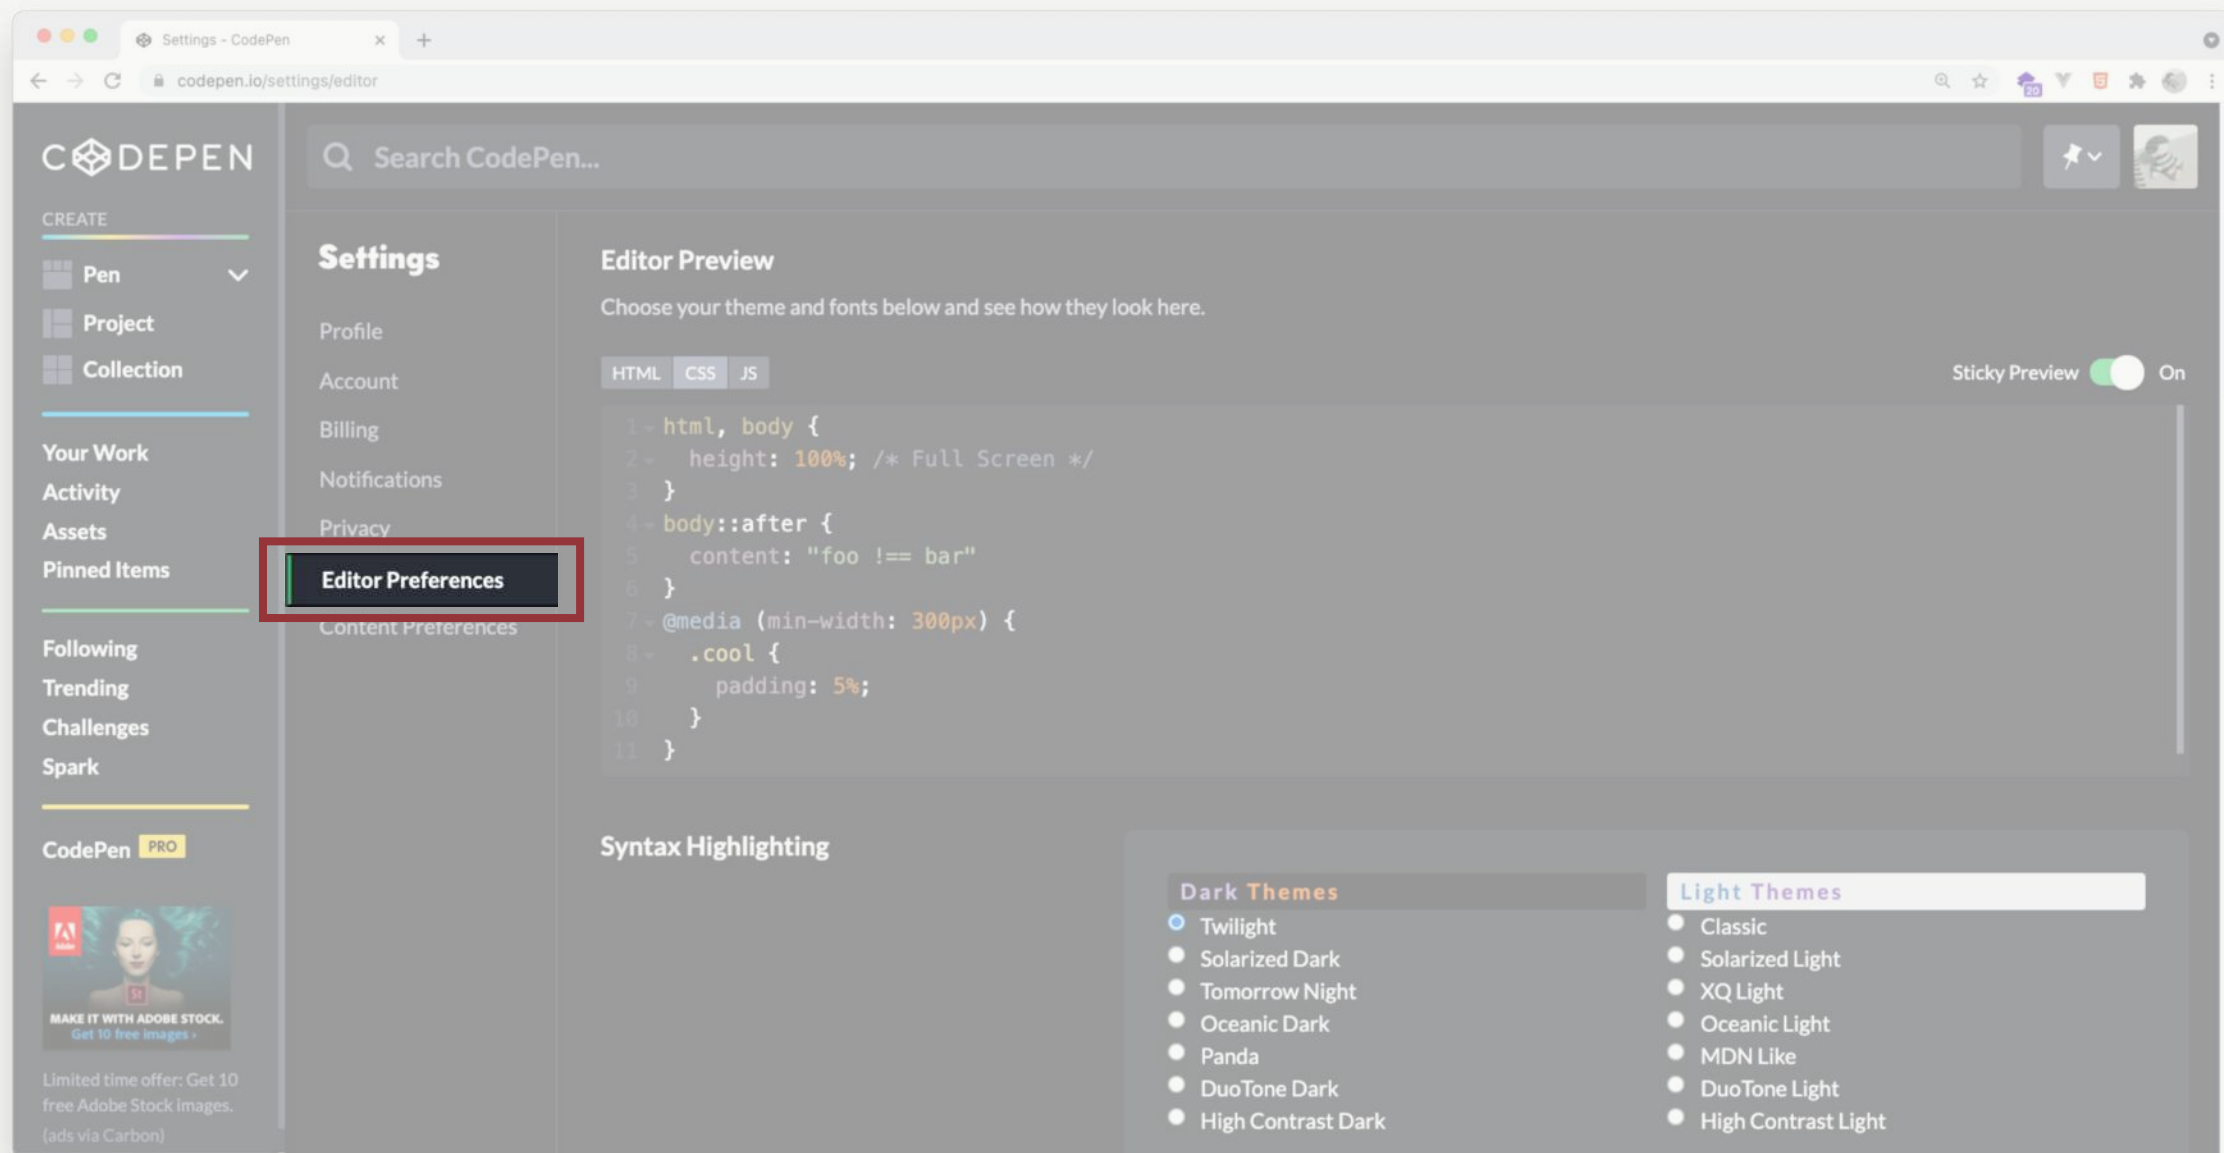 Settings - CodePen
codepen.io/settings/editor
20
CODEPEN
Search CodePen...
CREATE
Pen
Project
Collection
Your Work
Activity
Assets
Pinned Items
Following
Trending
Challenges
Spark
CodePen PRO
Adobe
St
MAKE IT WITH ADOBE STOCK.
Get 10 free images ›
Limited time offer: Get 10
free Adobe Stock images.
(ads via Carbon)
Settings
Profile
Account
Billing
Notifications
Privacy
Editor Preferences
Content Preferences
Editor Preview
Choose your theme and fonts below and see how they look here.
HTML CSS JS
Sticky Preview On
1 html, body {
2 height: 100%; /* Full Screen */
3 }
4 body::after {
5 content: "foo !== bar"
6 }
7 @media (min-width: 300px) {
8 .cool {
9 padding: 5%;
10 }
11 }
Syntax Highlighting
Dark Themes
Twilight
Solarized Dark
Tomorrow Night
Oceanic Dark
Panda
DuoTone Dark
High Contrast Dark
Light Themes
Classic
Solarized Light
XQ Light
Oceanic Light
MDN Like
DuoTone Light
High Contrast Light